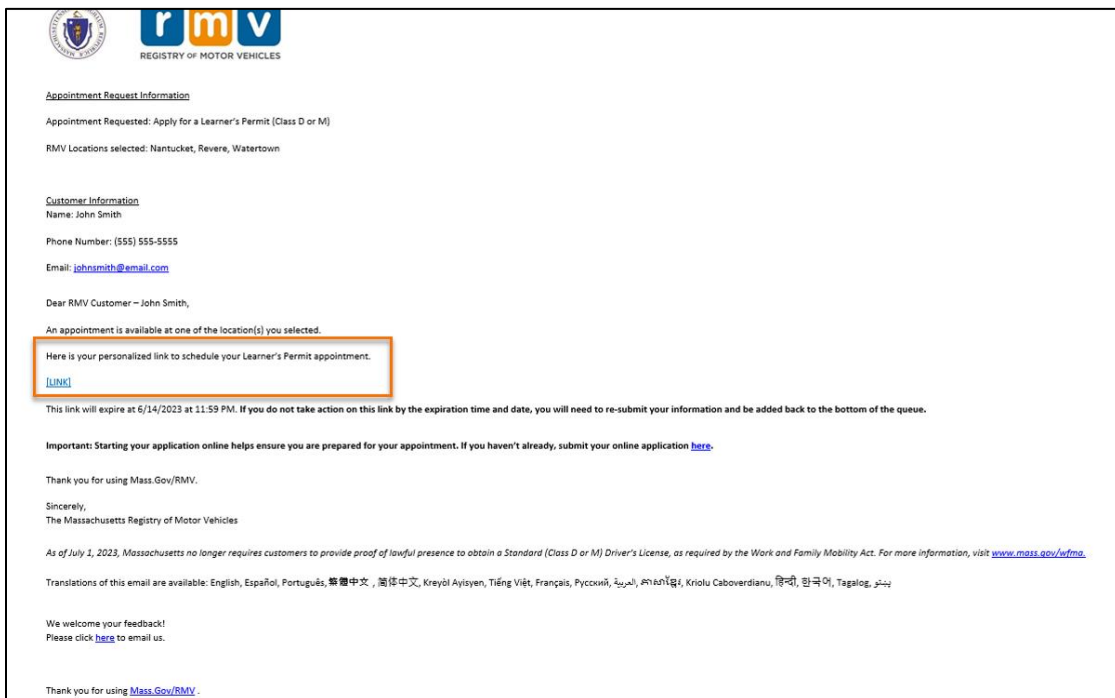 rmv
REGISTRY OF MOTOR VEHICLES
Appointment Request Information
Appointment Requested: Apply for a Learner's Permit (Class D or M)
RMV Locations selected: Nantucket, Revere, Watertown
Customer Information
Name: John Smith
Phone Number: (555) 555-5555
Email: johnsmith@email.com
Dear RMV Customer – John Smith,
An appointment is available at one of the location(s) you selected.
Here is your personalized link to schedule your Learner's Permit appointment.
[LINK]
This link will expire at 6/14/2023 at 11:59 PM. If you do not take action on this link by the expiration time and date, you will need to re-submit your information and be added back to the bottom of the queue.
Important: Starting your application online helps ensure you are prepared for your appointment. If you haven't already, submit your online application here.
Thank you for using Mass.Gov/RMV.
Sincerely,
The Massachusetts Registry of Motor Vehicles
As of July 1, 2023, Massachusetts no longer requires customers to provide proof of lawful presence to obtain a Standard (Class D or M) Driver's License, as required by the Work and Family Mobility Act. For more information, visit www.mass.gov/wfma.
Translations of this email are available: English, Español, Português, 繁體中文 , 简体中文, Kreyòl Ayisyen, Tiếng Việt, Français, Русский, العربية, ភាសាខ្មែរ, Kriolu Caboverdianu, हिन्दी, 한국어, Tagalog, پښتو
We welcome your feedback!
Please click here to email us.
Thank you for using Mass.Gov/RMV .